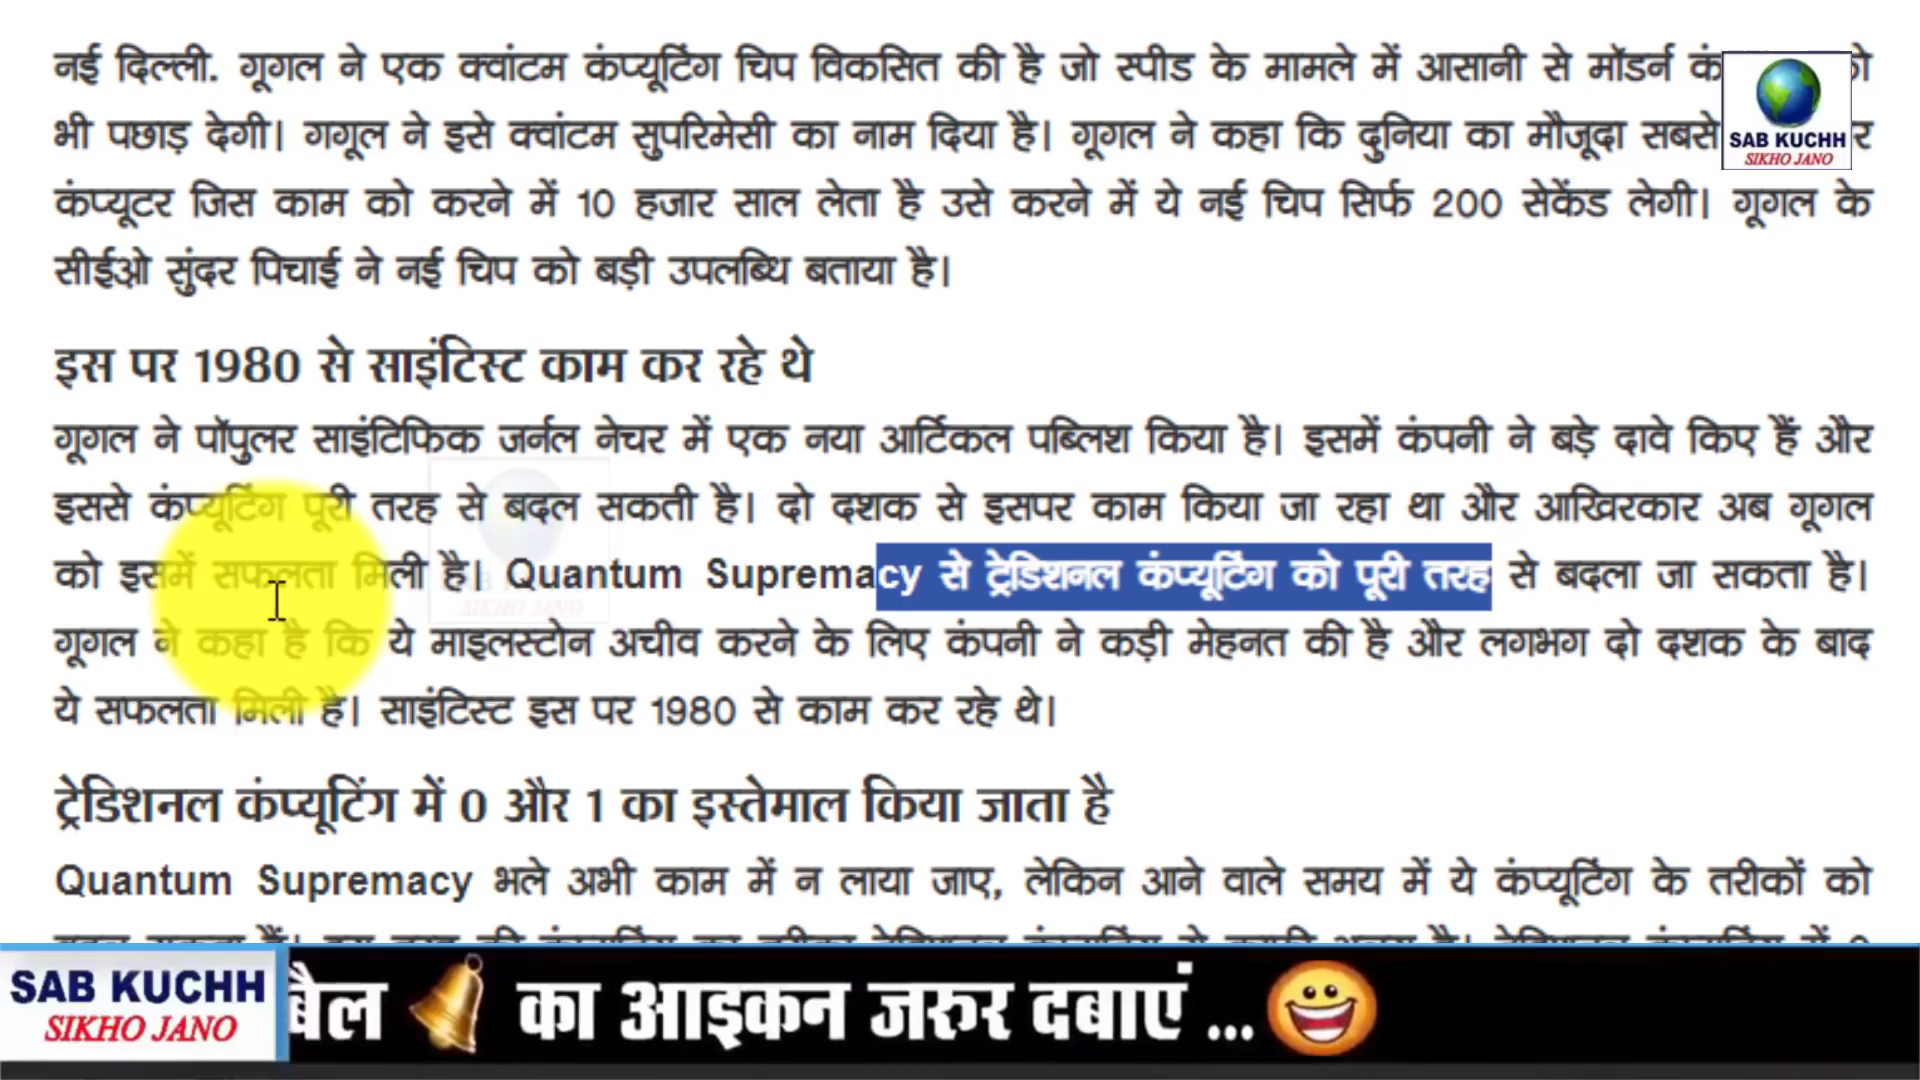 नई दिल्ली. गूगल ने एक क्वांटम कंप्यूटिंग चिप विकसित की है जो स्पीड के मामले में आसानी से मॉडर्न
भी पछाड़ देगी। गगूल ने इसे क्वांटम सुपरिमेसी का नाम दिया है। गूगल ने कहा कि दुनिया का मौजूदा सबसे
कंप्यूटर जिस काम को करने में 10 हजार साल लेता है उसे करने में ये नई चिप सिर्फ 200 सेकेंड लेगी। गूगल के
सीईओ सुंदर पिचाई ने नई चिप को बड़ी उपलब्धि बताया है।
SAB KUCHH
SIKHO JANO
इस पर 1980 से साइंटिस्ट काम कर रहे थे
गूगल ने पॉपुलर साइंटिफिक जर्नल नेचर में एक नया आर्टिकल पब्लिश किया है। इसमें कंपनी ने बड़े दावे किए हैं और
इससे कंप्यूटिंग पूरी तरह से बदल सकती है। दो दशक से इसपर काम किया जा रहा था और आखिरकार अब गूगल
को इसमें सफलता मिली है। Quantum Supremacy से ट्रेडिशनल कंप्यूटिंग को पूरी तरह से बदला जा सकता है।
गूगल ने कहा है कि ये माइलस्टोन अचीव करने के लिए कंपनी ने कड़ी मेहनत की है और लगभग दो दशक के बाद
ये सफलता मिली है। साइंटिस्ट इस पर 1980 से काम कर रहे थे।
ट्रेडिशनल कंप्यूटिंग में 0 और 1 का इस्तेमाल किया जाता है
Quantum Supremacy भले अभी काम में न लाया जाए, लेकिन आने वाले समय में ये कंप्यूटिंग के तरीकों को
SAB KUCHH
SIKHO JANO
बैल का आइकन जरुर दबाएं ...